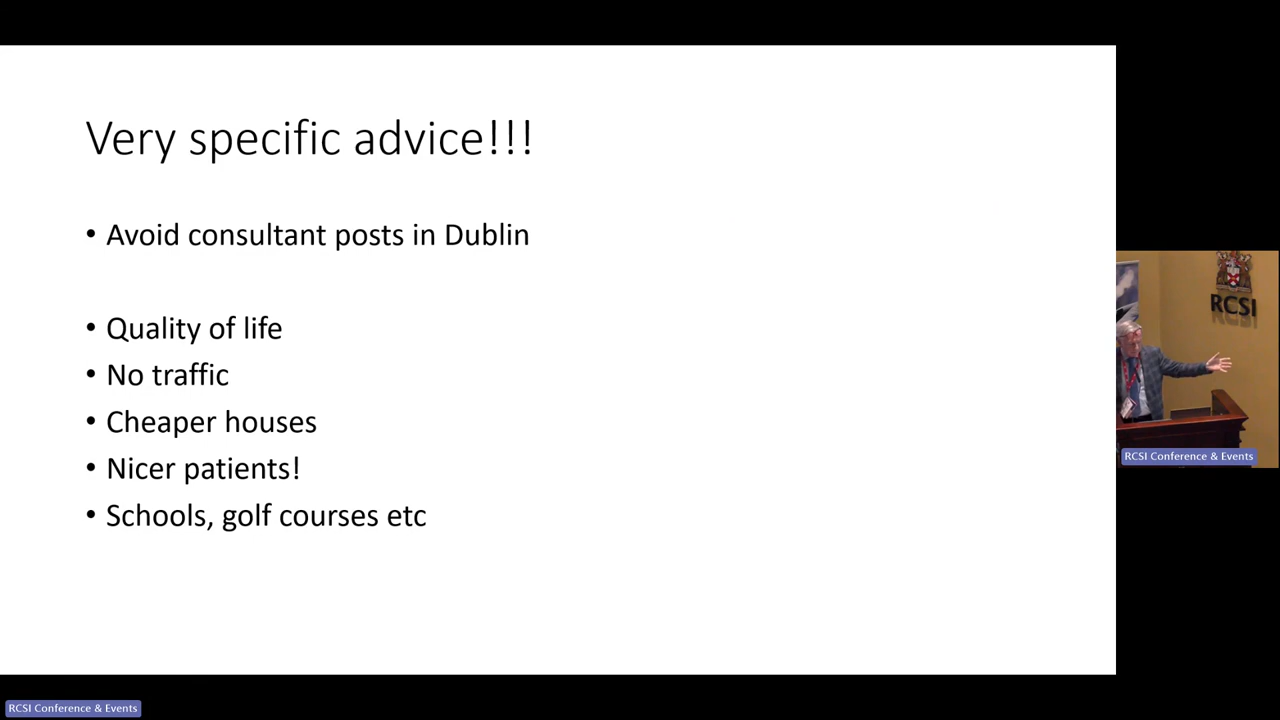 Very specific advice!!!
• Avoid consultant posts in Dublin
• Quality of life
• No traffic
• Cheaper houses
• Nicer patients!
• Schools, golf courses etc
RCSI
RCSI Conference & Events
RCSI Conference & Events